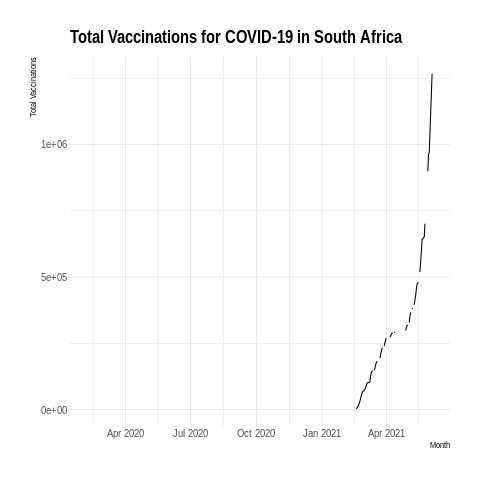 Total Vaccinations for COVID-19 in South Africa
Total Vaccinations
1e+06
5e+05
0e+00
Apr 2020 Jul 2020 Oct 2020 Jan 2021 Apr 2021
Month